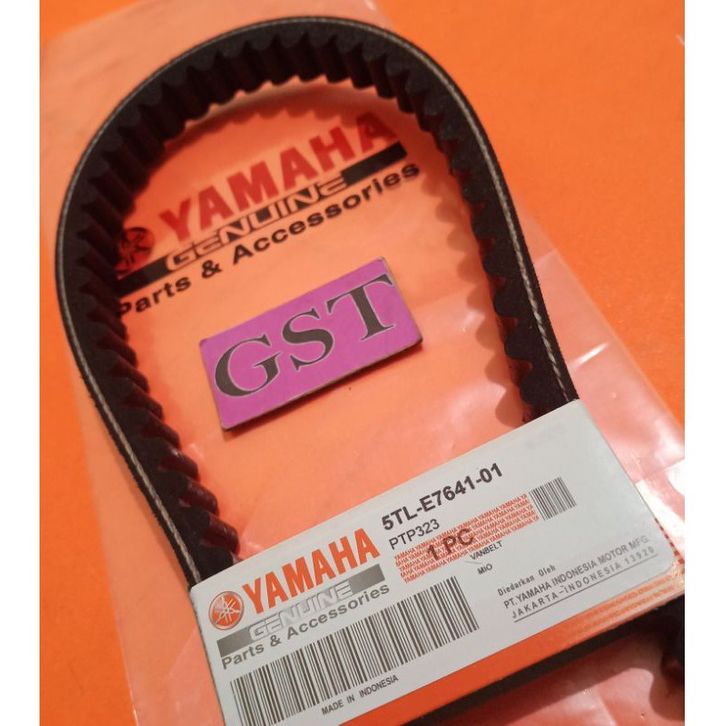 YAMAHA
GENUINE
Parts & Accessories
GST
5TL-E7641-01
PTP323
1 PC
VANBELT
MIO
YAMAHA
GENUINE
Parts & Accessories
MADE IN INDONESIA
Diedarkan Oleh
PT.YAMAHA INDONESIA MOTOR MFG.
JAKARTA-INDONESIA 13920